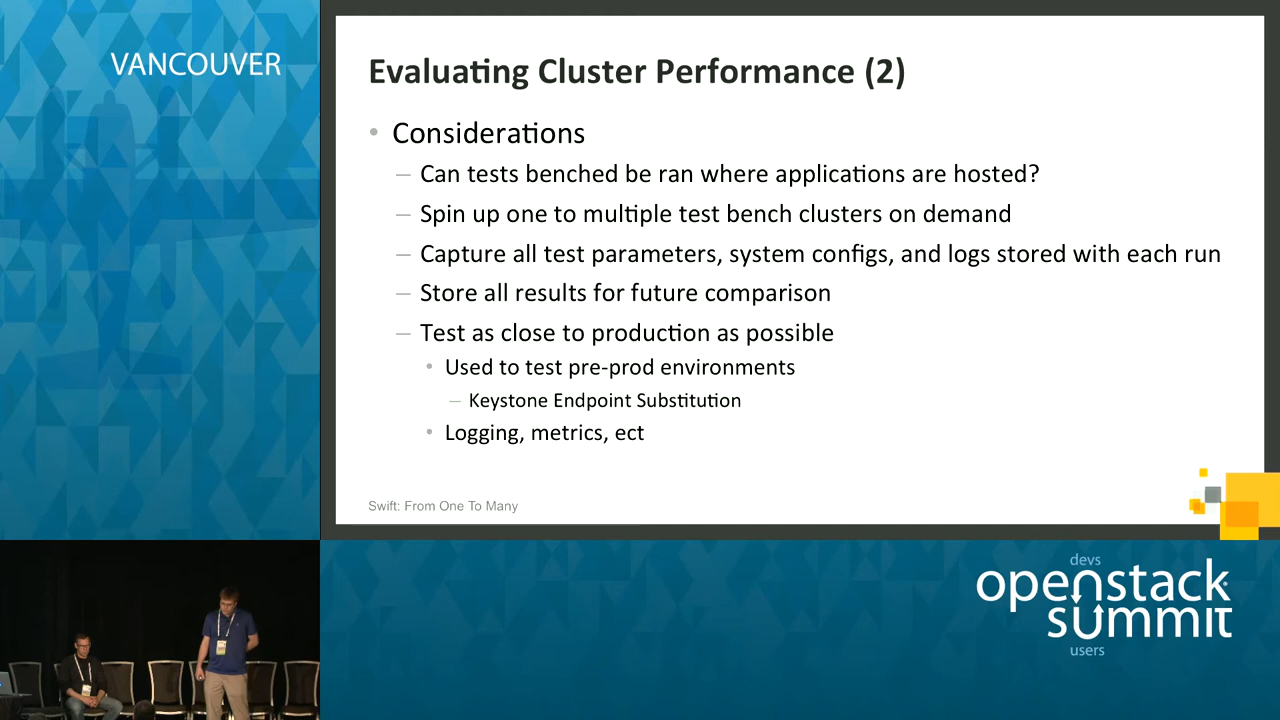 VANCOUVER
Evaluating Cluster Performance (2)
• Considerations
– Can tests benched be ran where applications are hosted?
– Spin up one to multiple test bench clusters on demand
– Capture all test parameters, system configs, and logs stored with each run
– Store all results for future comparison
– Test as close to production as possible
• Used to test pre-prod environments
– Keystone Endpoint Substitution
• Logging, metrics, ect
Swift: From One To Many
devs
openstack
summit
users